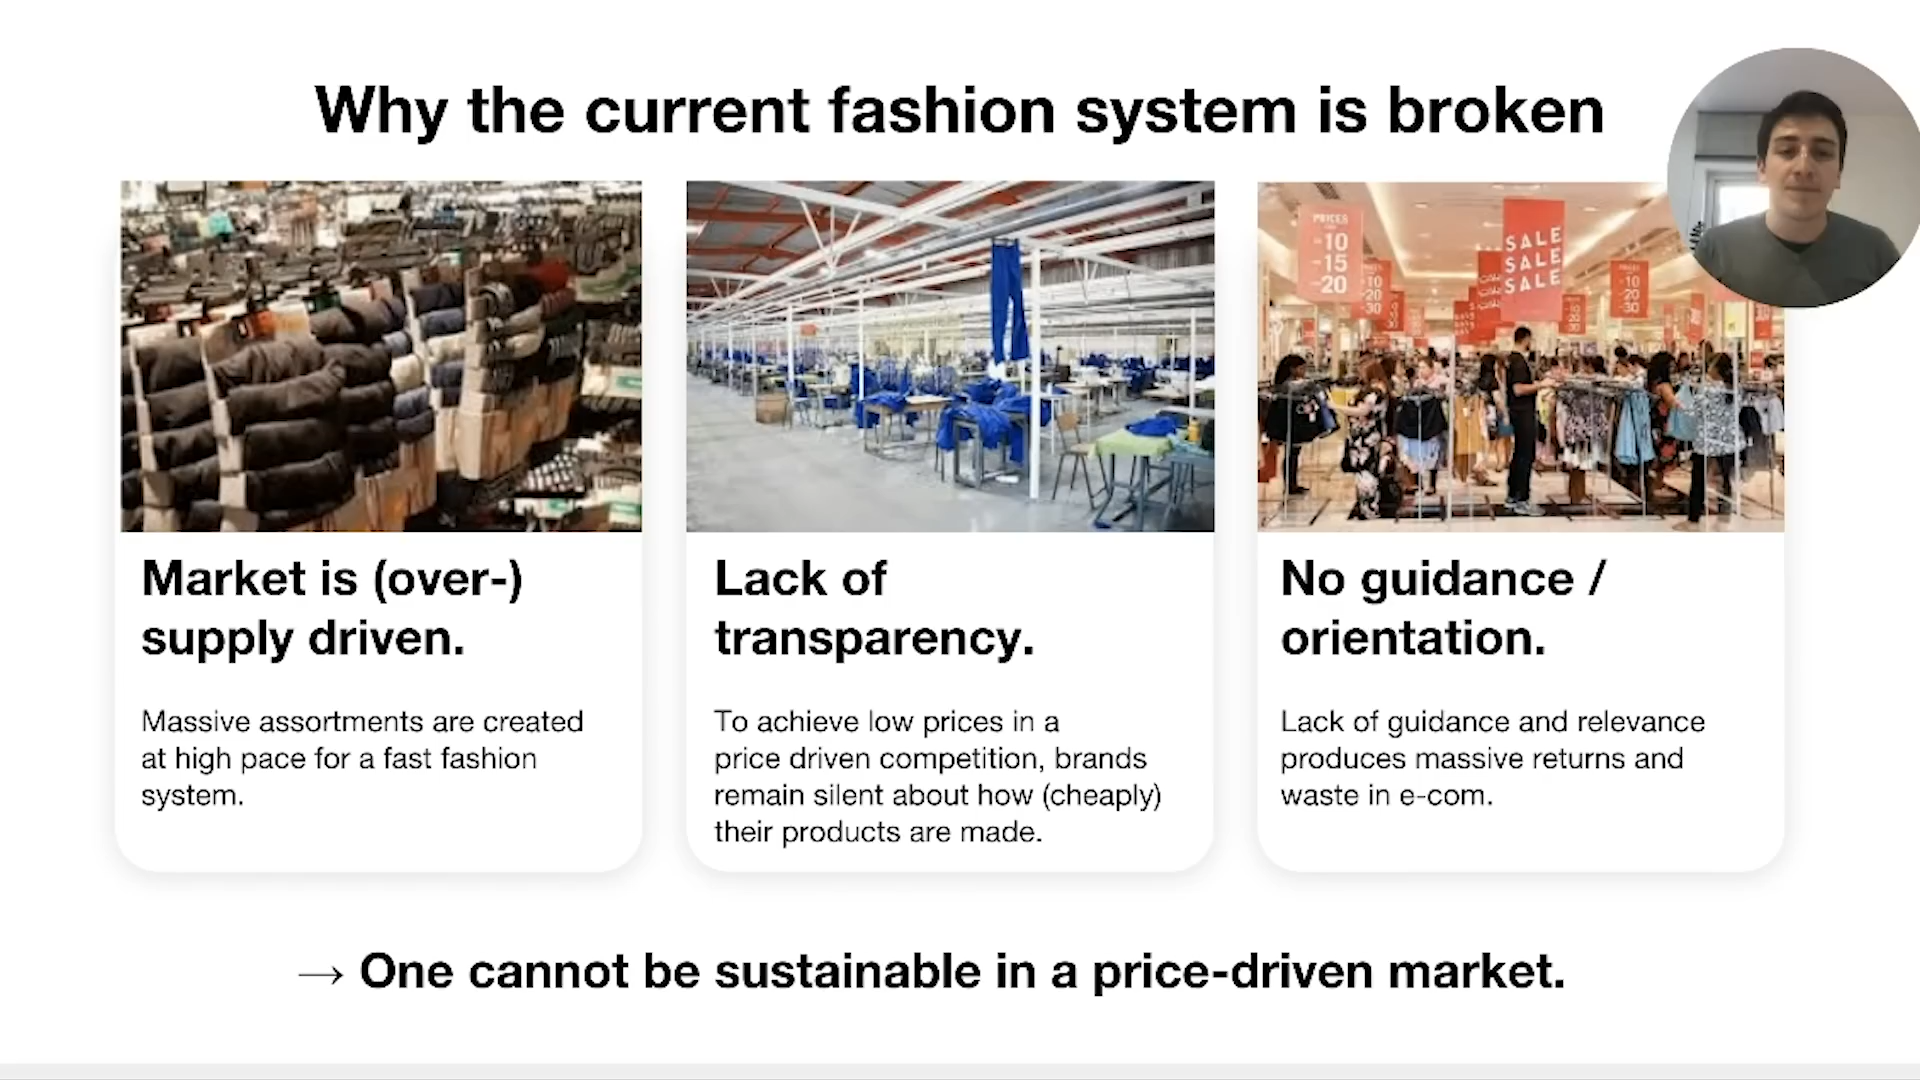 Why the current fashion system is broken
PRICES
-10
-15
-20
SALE
SALE
SALE
-10
-20
-30
Market is (over-)
supply driven.
Massive assortments are created
at high pace for a fast fashion
system.
Lack of
transparency.
To achieve low prices in a
price driven competition, brands
remain silent about how (cheaply)
their products are made.
No guidance /
orientation.
Lack of guidance and relevance
produces massive returns and
waste in e-com.
→ One cannot be sustainable in a price-driven market.